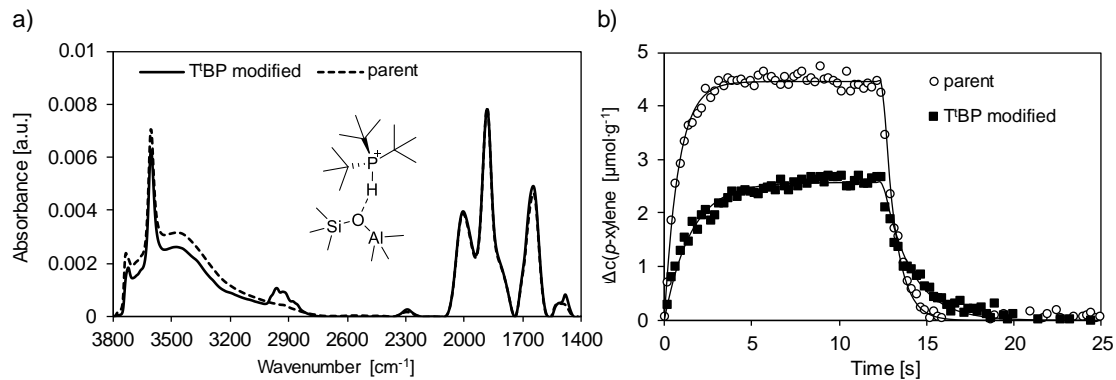 a)
0.01
0.008
0.006
0.004
0.002
0
Absorbance [a.u.]
TᵗBP modified
parent
P
+
H
O
Si
Al
3800 3500 3200 2900 2600 2300 2000 1700 1400
Wavenumber [cm⁻¹]
b)
5
4
3
2
1
0
Δc(p-xylene) [μmol·g⁻¹]
parent
TᵗBP modified
0 5 10 15 20 25
Time [s]